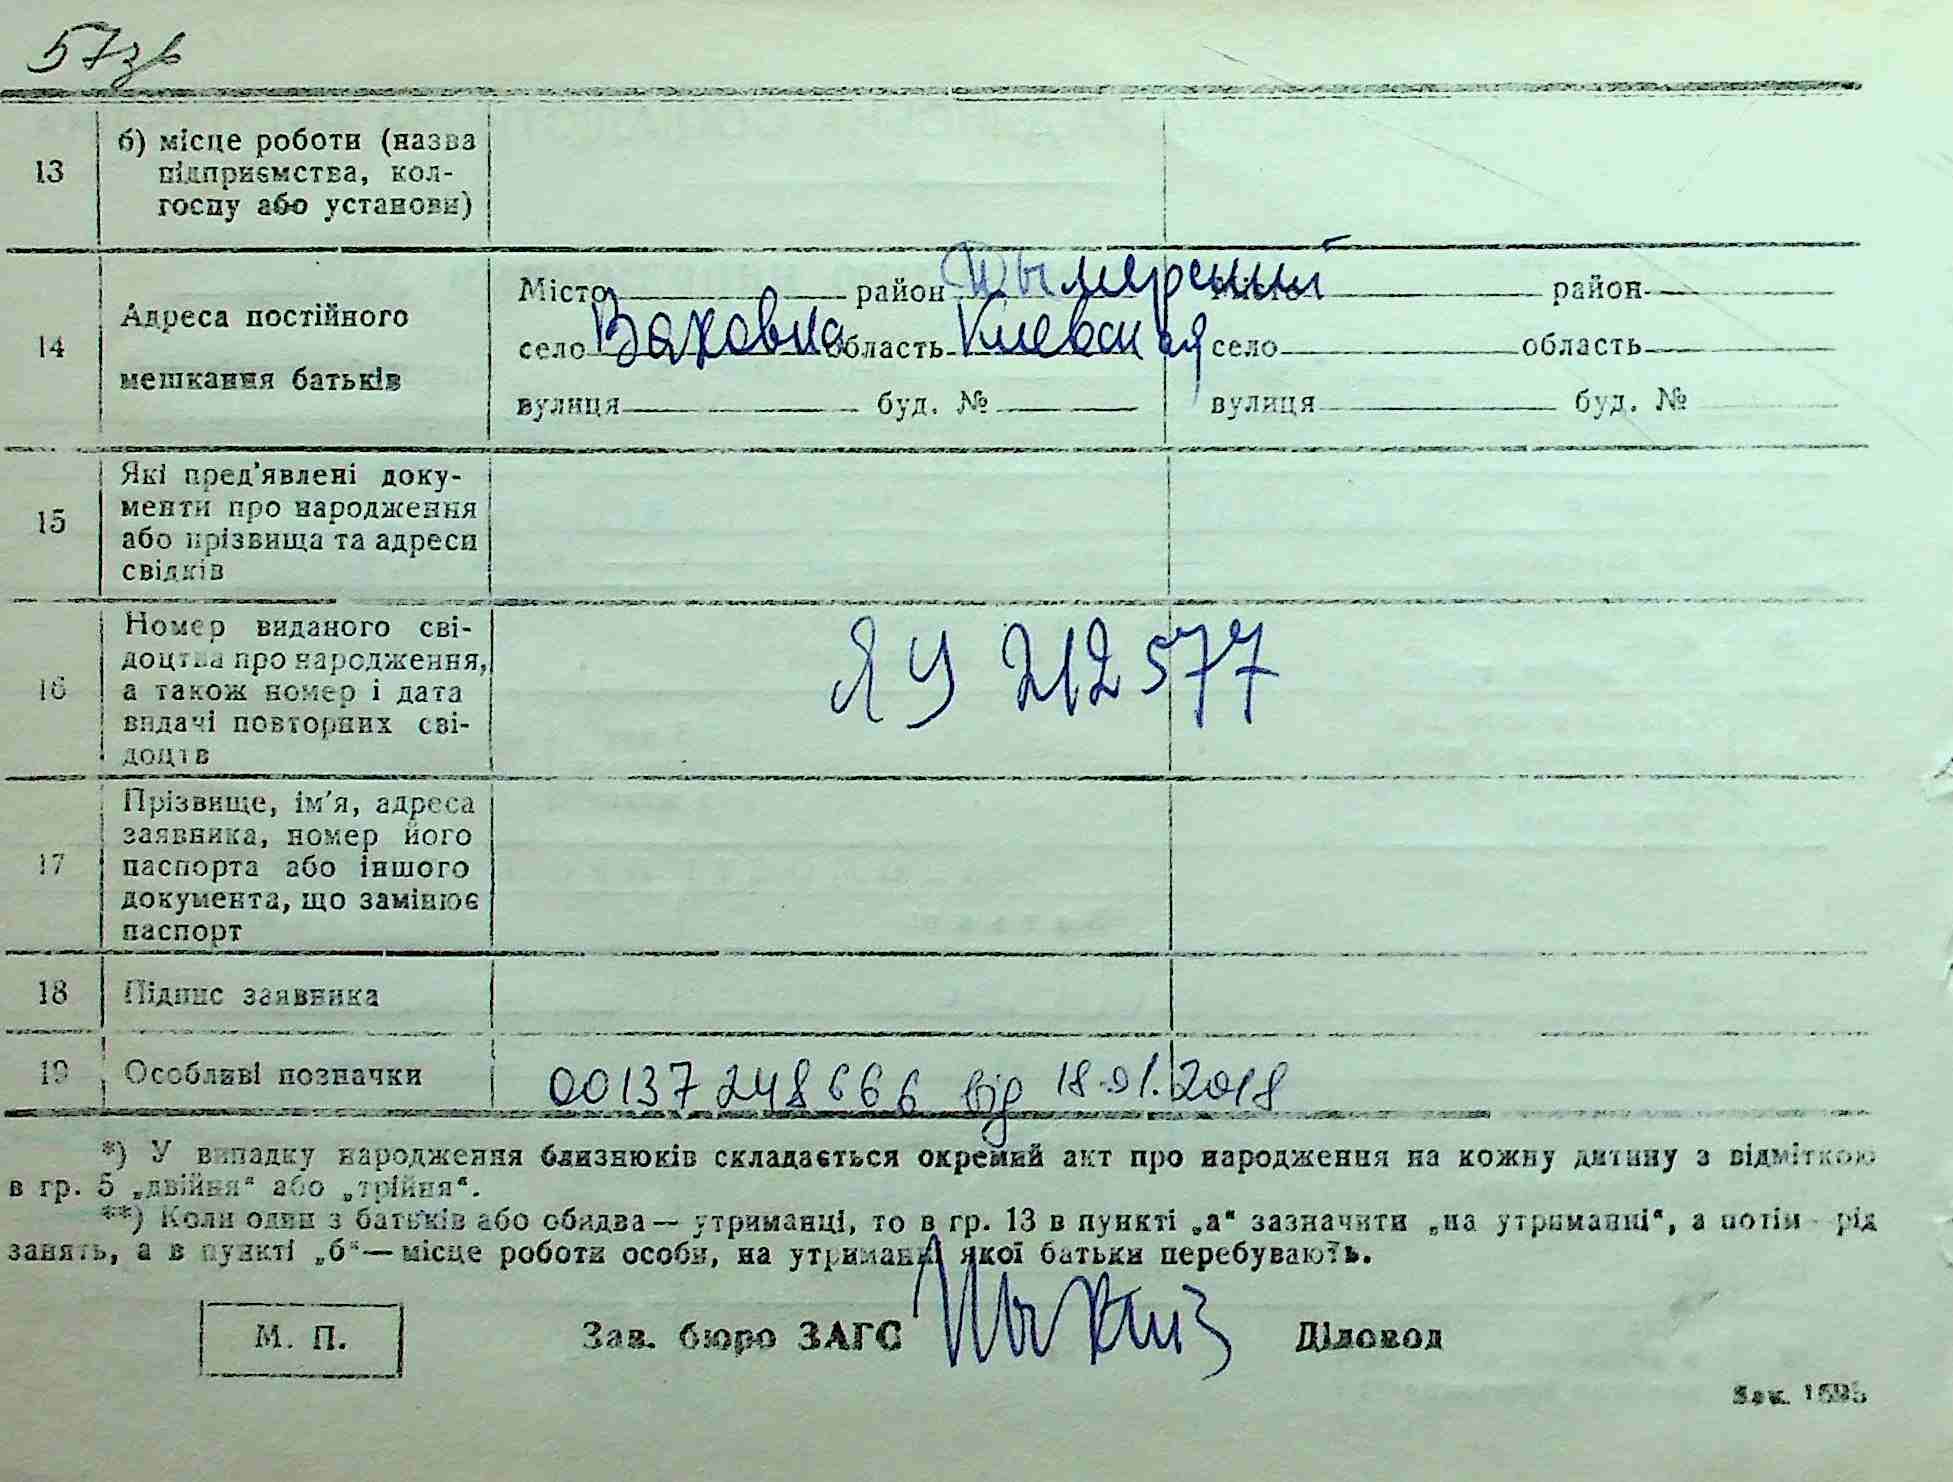 57зв
13
б) місце роботи (назва
підприємства, кол-
госпу або установи)
14
Адреса постійного
мешкання батьків
Місто район Дымерский
село Ваховка область Киевская
вулиця буд. №
Місто район
село область
вулиця буд. №
15
Які пред'явлені доку-
менти про народження
або прізвища та адреси
свідків
16
Номер виданого сві-
доцтва про народження,
а також номер і дата
видачі повторних сві-
доцтв
ЯУ 212577
17
Прізвище, ім'я, адреса
заявника, номер його
паспорта або іншого
документа, що замінює
паспорт
18
Підпис заявника
19
Особливі позначки
00137248666 від 18.01.2018
*) У випадку народження близнюків складається окремий акт про народження на кожну дитину з відміткою
в гр. 5 „двійня“ або „трійня“.
**) Коли один з батьків або обидва — утриманці, то в гр. 13 в пункті „а“ зазначити „на утриманні“, а потім рід
занять, а в пункті „б“ — місце роботи особи, на утриманні якої батьки перебувають.
М. П.
Зав. бюро ЗАГС
Діловод
Зак. 1695